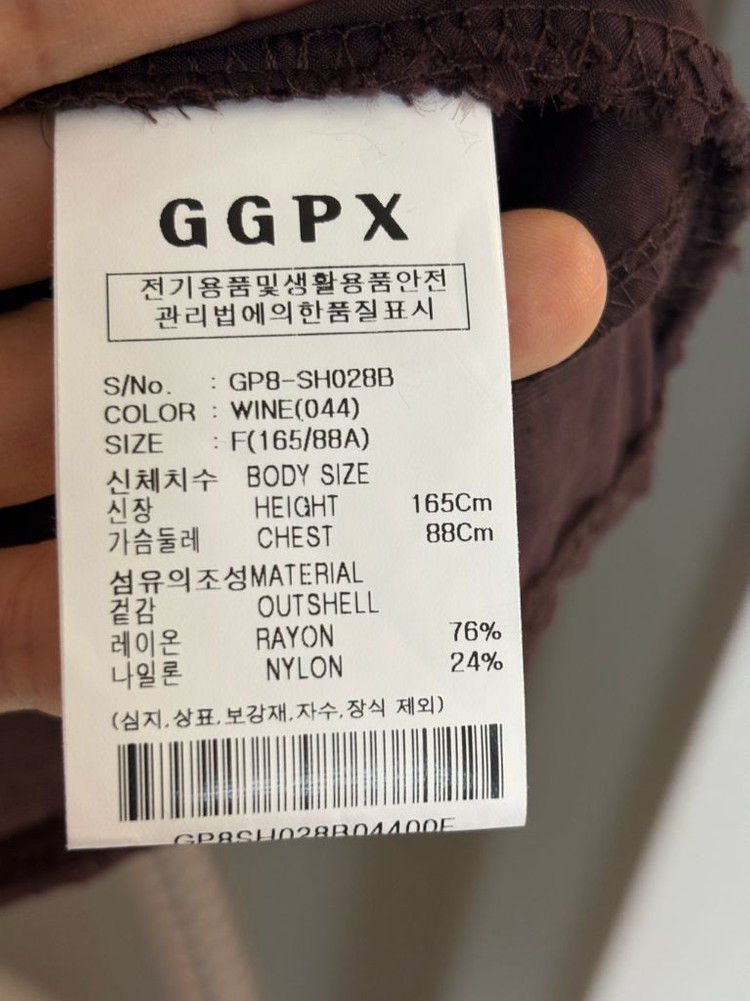 GGPX
전기용품및생활용품안전
관리법에의한품질표시
S/No. : GP8-SH028B
COLOR : WINE(044)
SIZE : F(165/88A)
신체치수 BODY SIZE
신장 HEIGHT 165Cm
가슴둘레 CHEST 88Cm
섬유의조성MATERIAL
겉감 OUTSHELL
레이온 RAYON 76%
나일론 NYLON 24%
(심지,상표,보강재,자수,장식 제외)
GP8SH028B04400F